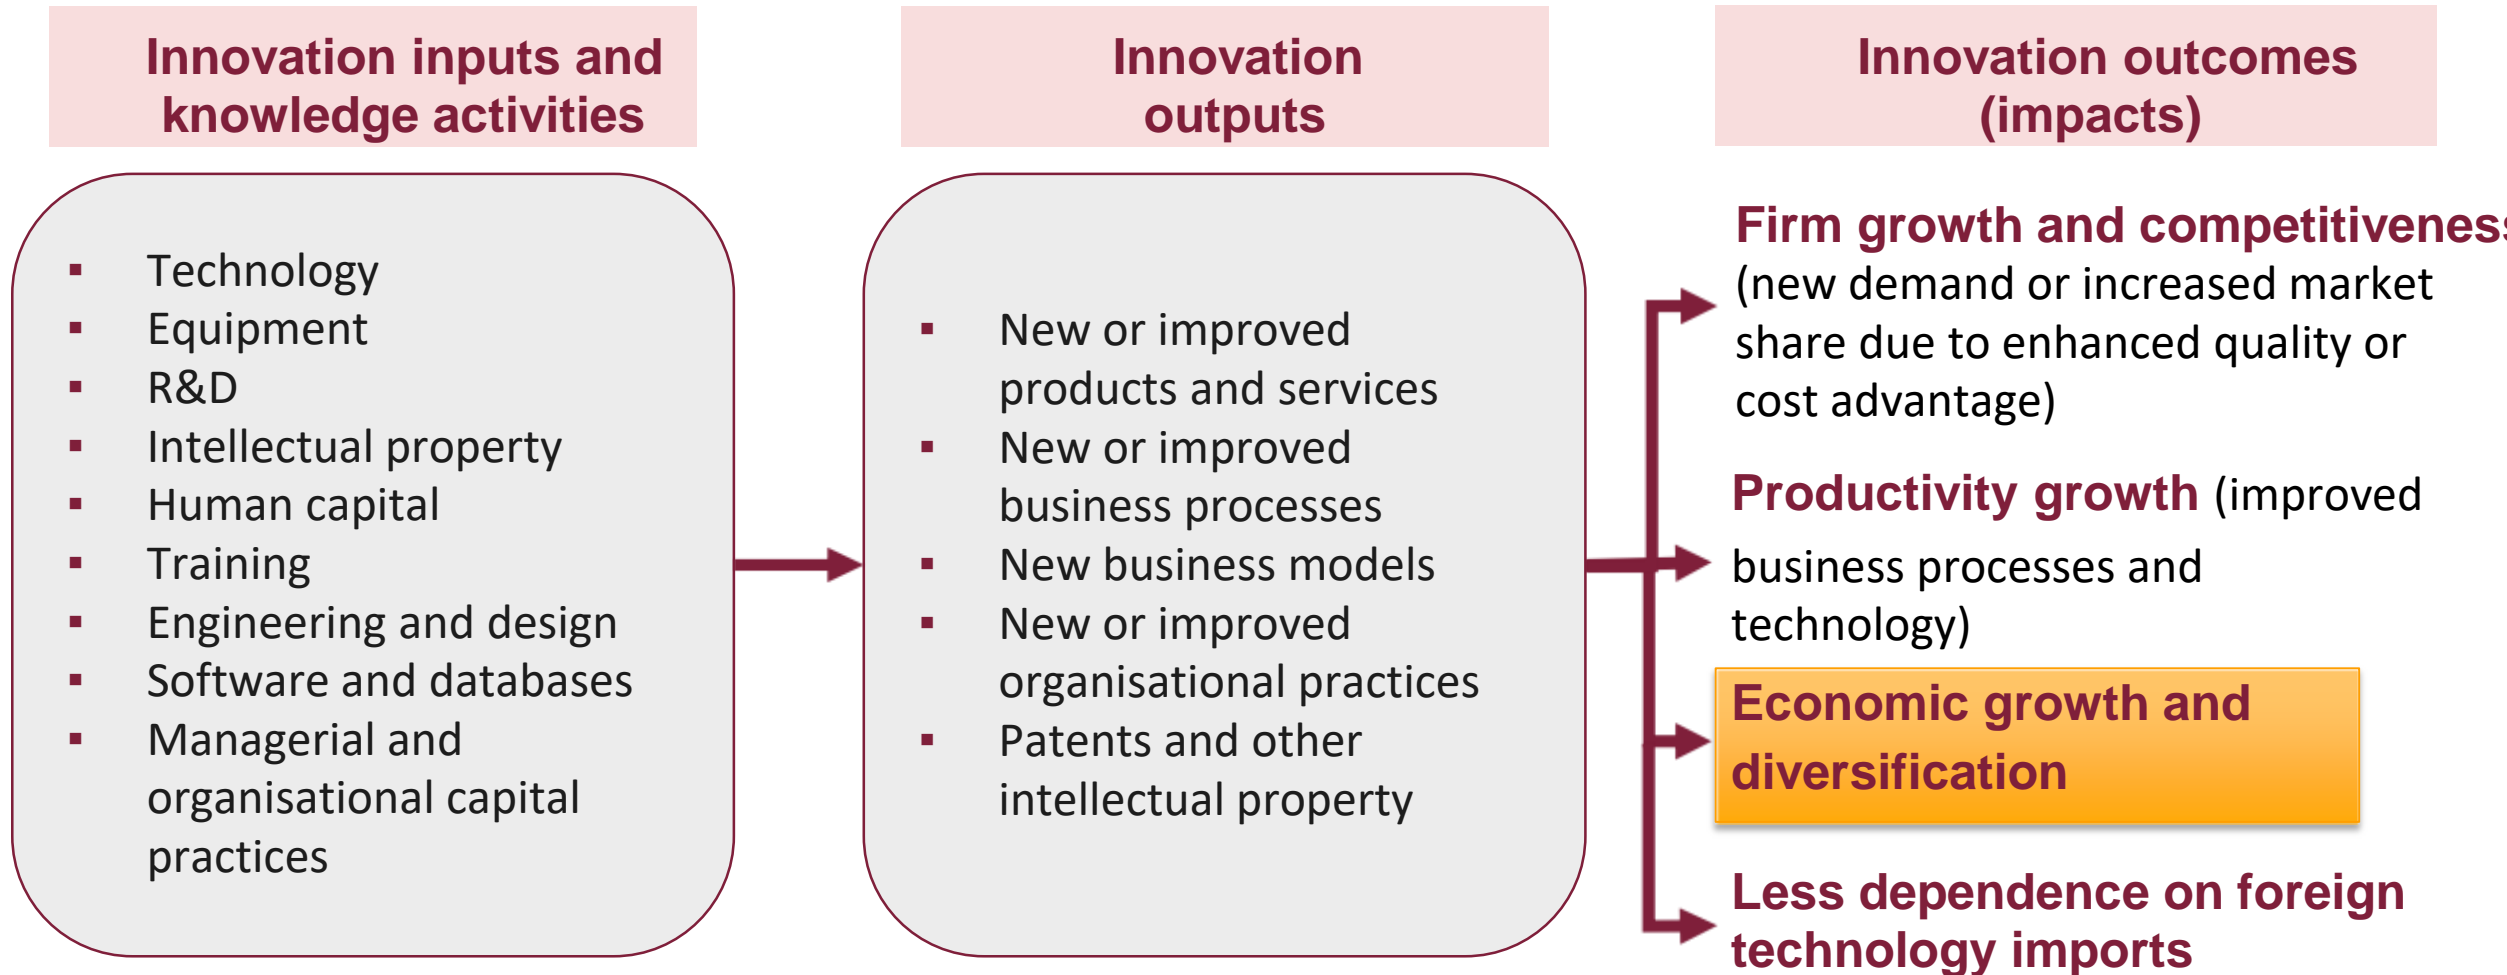 Innovation inputs and
knowledge activities
▪ Technology
▪ Equipment
▪ R&D
▪ Intellectual property
▪ Human capital
▪ Training
▪ Engineering and design
▪ Software and databases
▪ Managerial and
organisational capital
practices
Innovation
outputs
▪ New or improved
products and services
▪ New or improved
business processes
▪ New business models
▪ New or improved
organisational practices
▪ Patents and other
intellectual property
Innovation outcomes
(impacts)
Firm growth and competitiveness
(new demand or increased market
share due to enhanced quality or
cost advantage)
Productivity growth (improved
business processes and
technology)
Economic growth and
diversification
Less dependence on foreign
technology imports